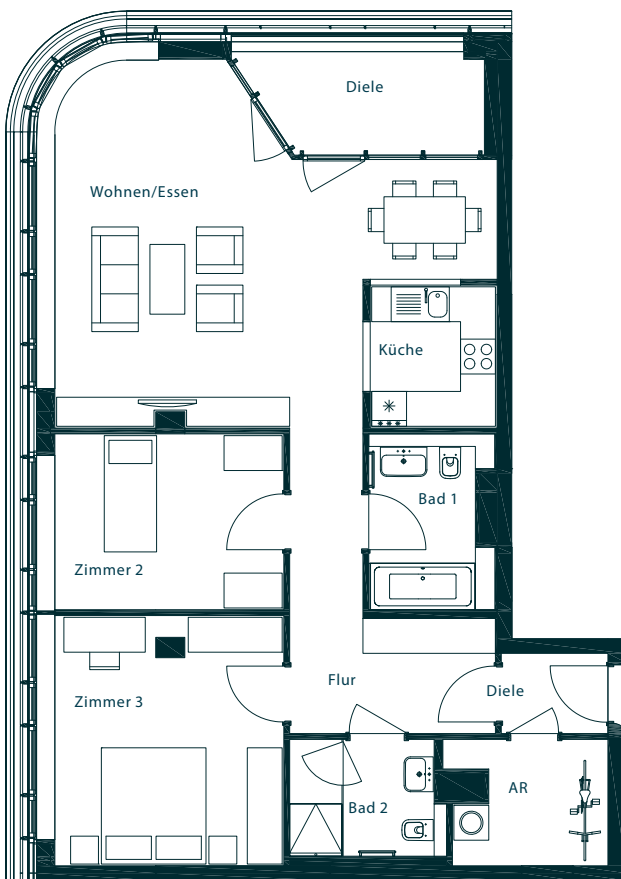 Diele
Wohnen/Essen
Küche
Bad 1
Zimmer 2
Flur
Diele
Zimmer 3
AR
Bad 2